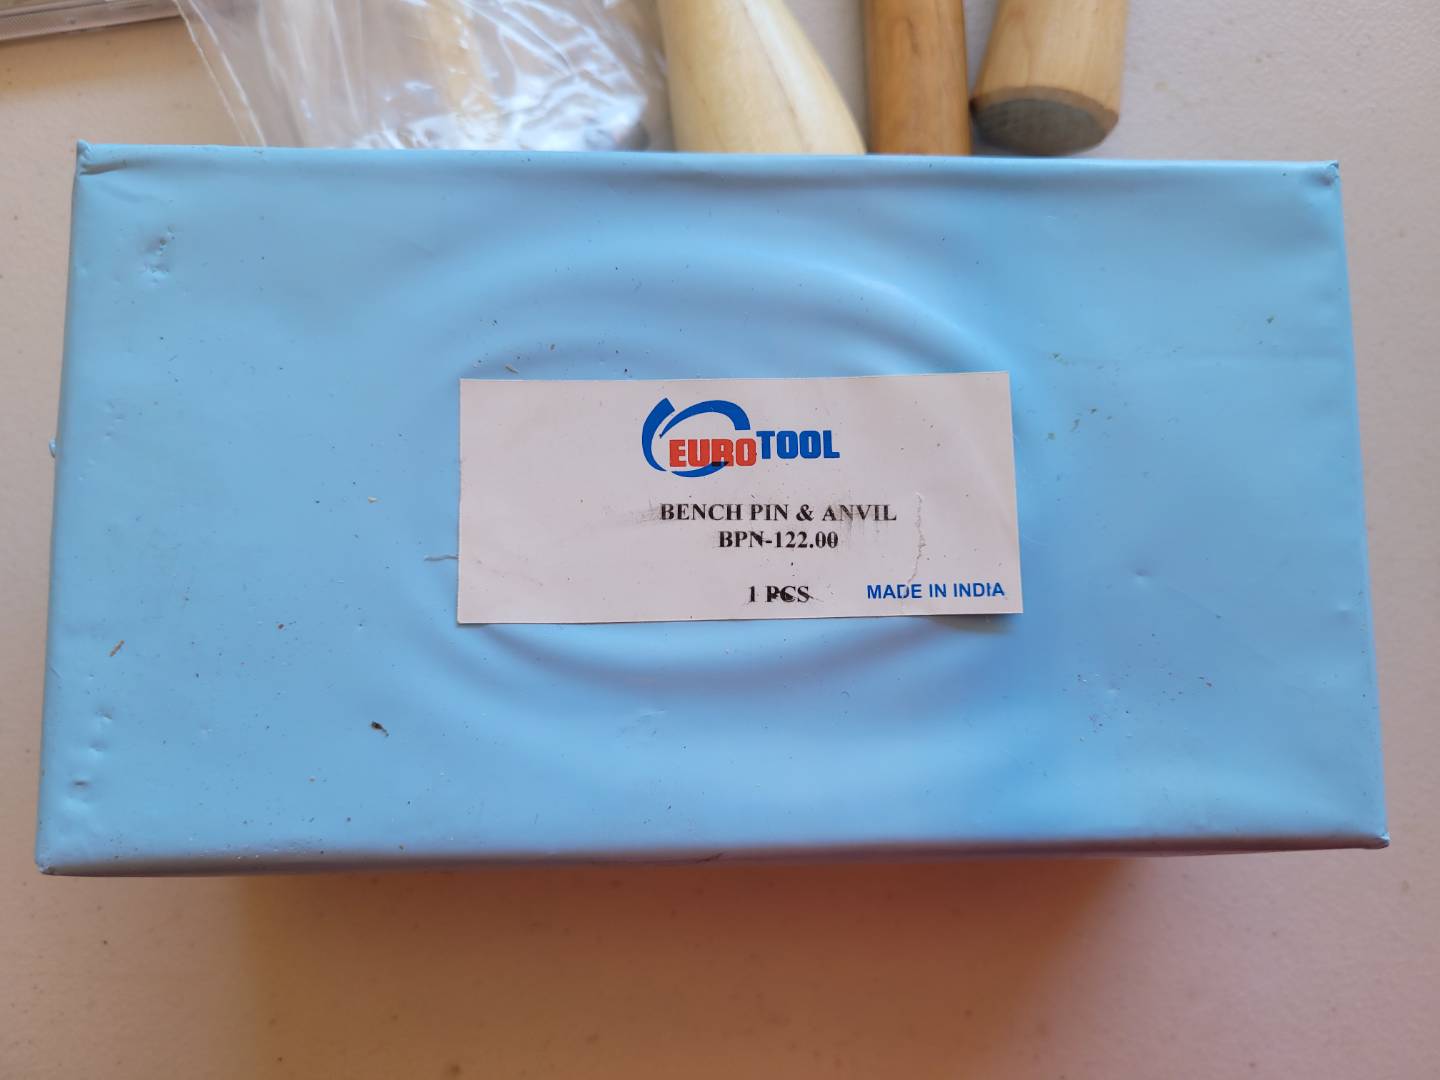 EUROTOOL
BENCH PIN & ANVIL
BPN-122.00
1 PCS
MADE IN INDIA